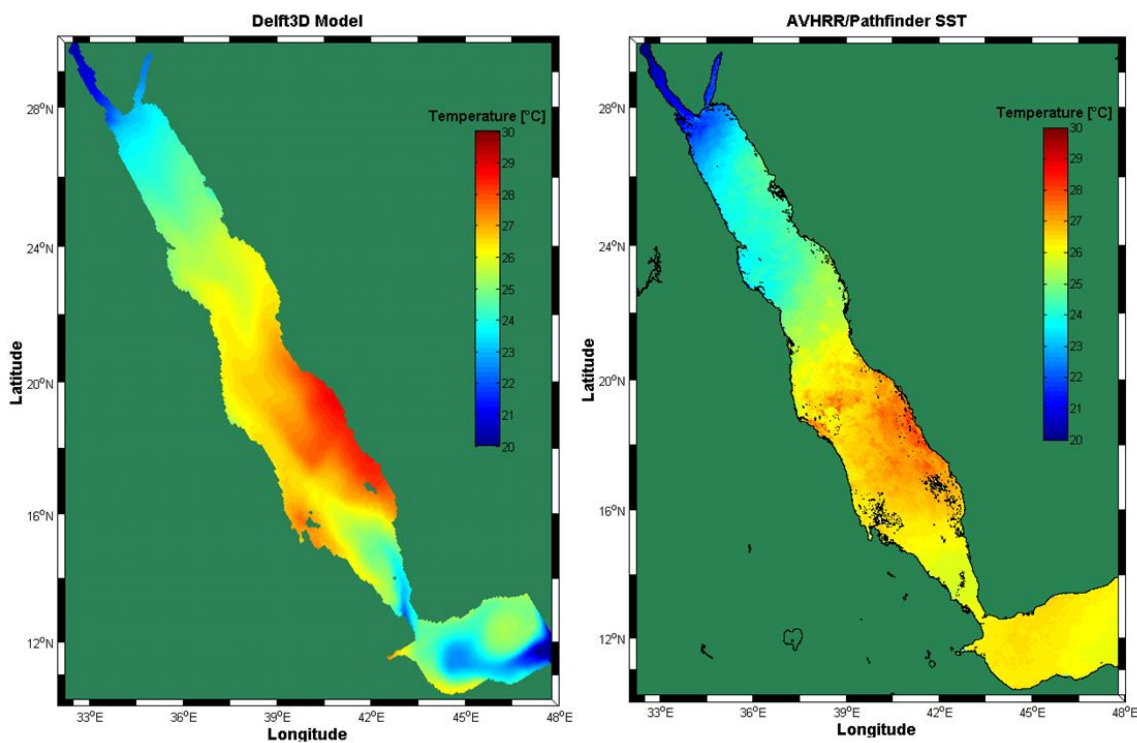 Delft3D Model
AVHRR/Pathfinder SST
28°N
24°N
20°N
16°N
12°N
Latitude
Temperature [°C]
30
29
28
27
26
25
24
23
22
21
20
33°E
36°E
39°E
42°E
45°E
48°E
Longitude
28°N
24°N
20°N
16°N
12°N
Latitude
Temperature [°C]
30
29
28
27
26
25
24
23
22
21
20
33°E
36°E
39°E
42°E
45°E
48°E
Longitude